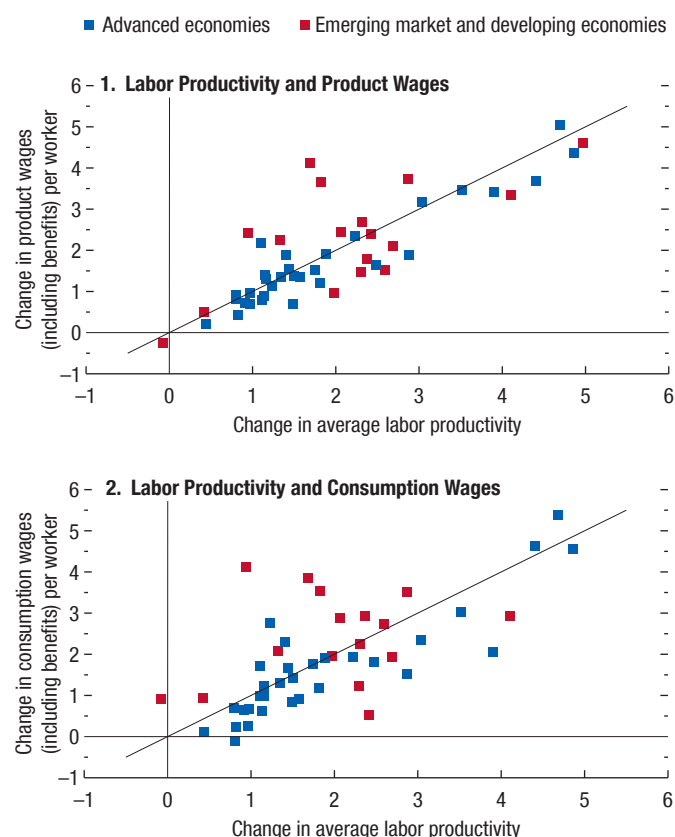 Advanced economies Emerging market and developing economies
1. Labor Productivity and Product Wages
6
5
4
3
2
1
0
–1
Change in product wages
(including benefits) per worker
–1 0 1 2 3 4 5 6
Change in average labor productivity
2. Labor Productivity and Consumption Wages
6
5
4
3
2
1
0
–1
Change in consumption wages
(including benefits) per worker
–1 0 1 2 3 4 5 6
Change in average labor productivity